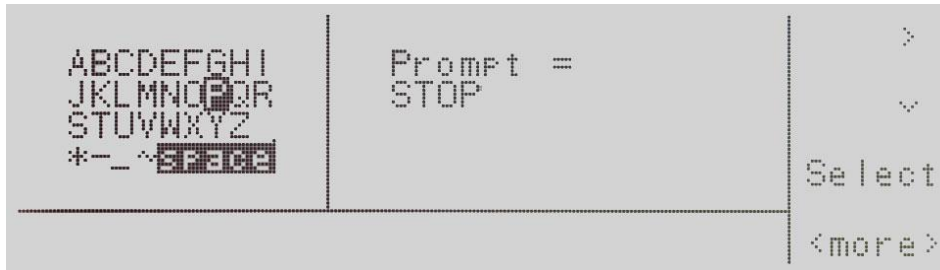 ABCDEFGHI
JKLMNOPQR
STUVWXYZ
*-_~space
Prompt =
STOP
>
˅
Select
<more>